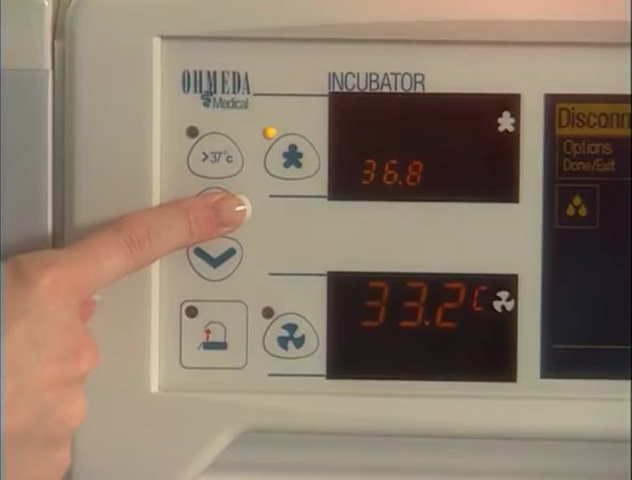 OHMEDA
Medical
INCUBATOR
>37°c
36.8
33.2C
Disconn
Options
Done/Exit